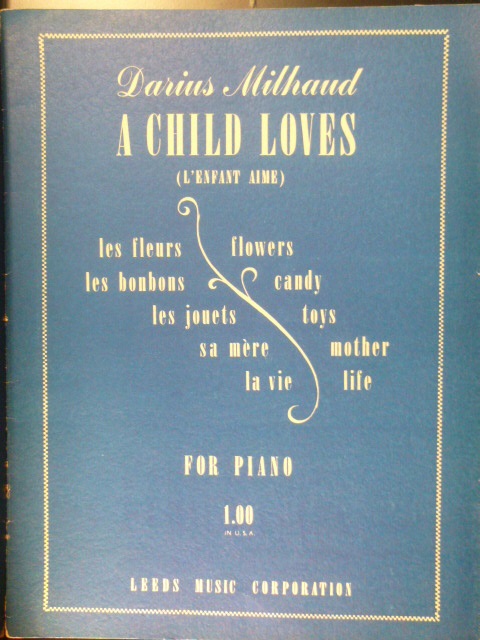 Darius Milhaud
A CHILD LOVES
(L'ENFANT AIME)
les fleurs flowers
les bonbons candy
les jouets toys
sa mère mother
la vie life
FOR PIANO
1.00
IN U.S.A.
LEEDS MUSIC CORPORATION